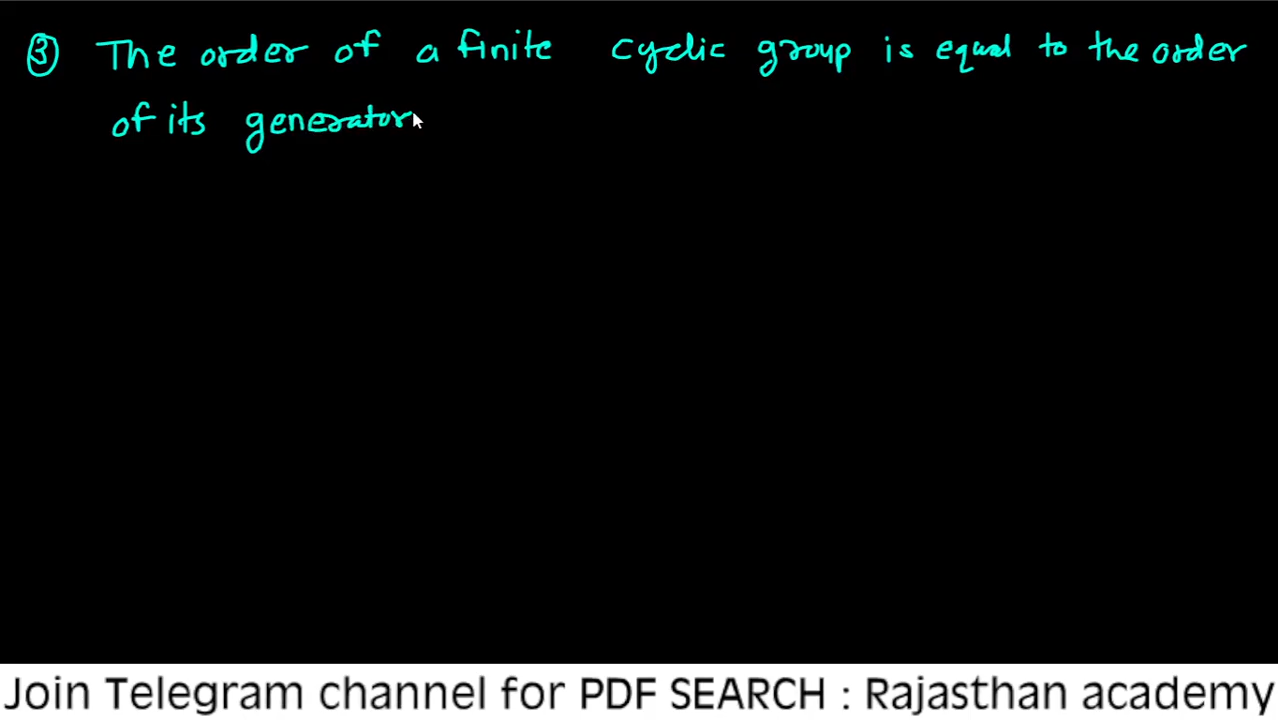 ③ The order of a finite cyclic group is equal to the order
of its generator
Join Telegram channel for PDF SEARCH : Rajasthan academy